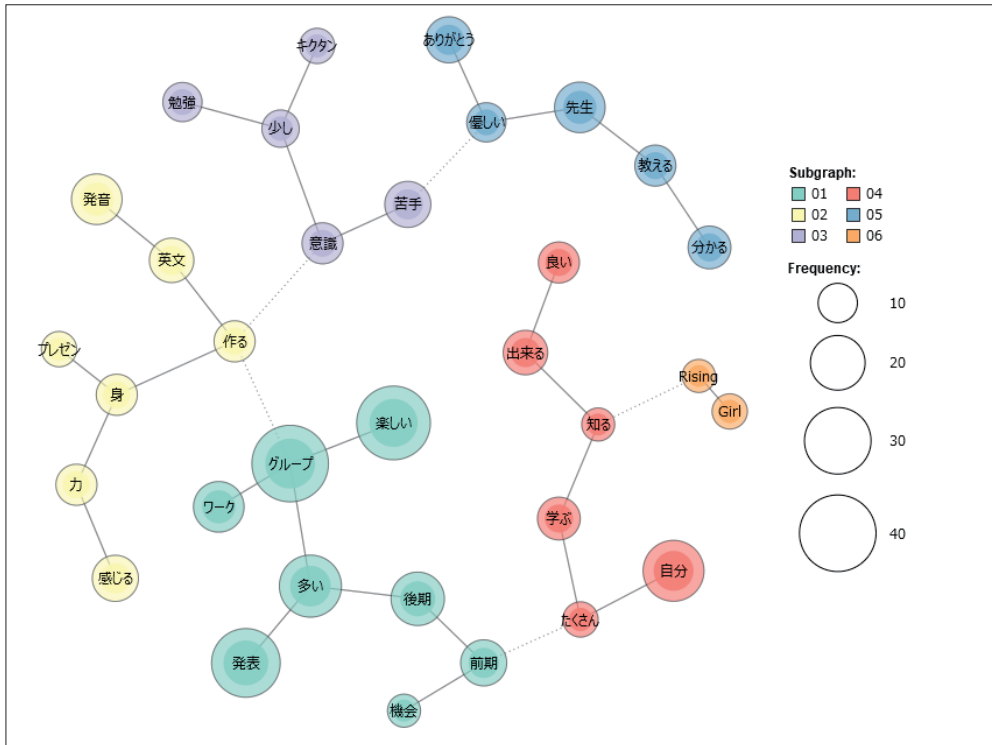 キクタン
ありがとう
勉強
少し
優しい
先生
教える
発音
苦手
意識
分かる
英文
良い
作る
プレゼン
出来る
身
Rising
Girl
楽しい
知る
グループ
力
ワーク
学ぶ
感じる
多い
後期
自分
たくさん
発表
前期
機会
Subgraph:
01 04
02 05
03 06
Frequency:
10
20
30
40